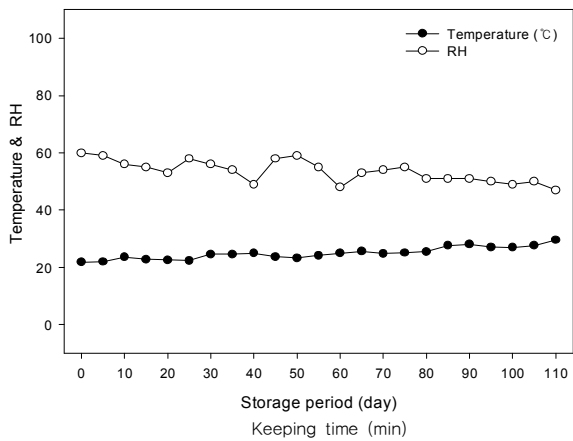 100
80
60
40
20
0
Temperature & RH
Temperature (℃)
RH
0 10 20 30 40 50 60 70 80 90 100 110
Storage period (day)
Keeping time (min)